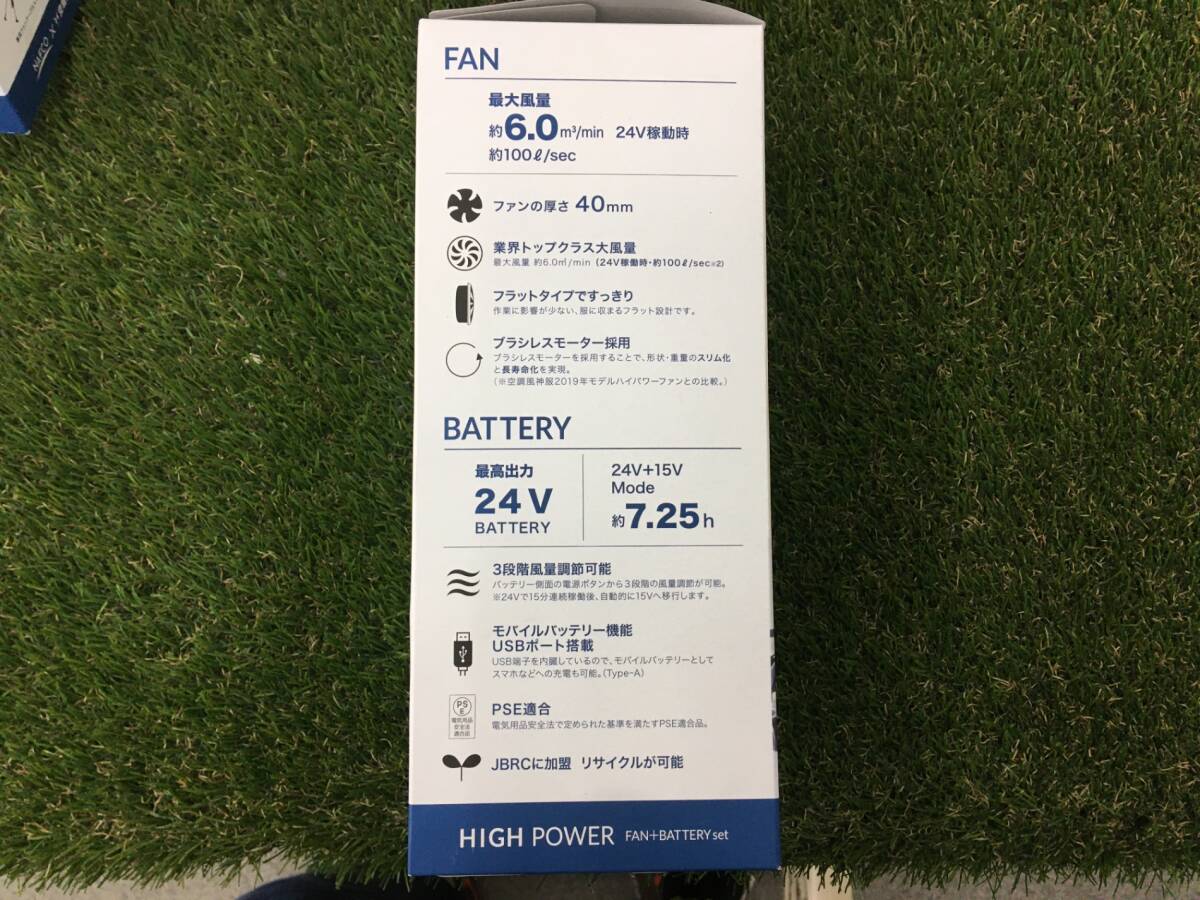 NAFCO X H
FAN
最大風量
約6.0m³/min 24V稼動時
約100ℓ/sec
ファンの厚さ 40mm
業界トップクラス大風量
最大風量 約6.0㎥/min (24V稼働時・約100ℓ/sec※2)
フラットタイプですっきり
作業に影響が少ない、服に収まるフラット設計です。
ブラシレスモーター採用
ブラシレスモーターを採用することで、形状・重量のスリム化
と長寿命化を実現。
(※空調風神服2019年モデルハイパワーファンとの比較。)
BATTERY
最高出力
24V
BATTERY
24V+15V
Mode
約7.25h
3段階風量調節可能
バッテリー側面の電源ボタンから3段階の風量調節が可能。
※24Vで15分連続稼働後、自動的に15Vへ移行します。
モバイルバッテリー機能
USBポート搭載
USB端子を内臓しているので、モバイルバッテリーとして
スマホなどへの充電も可能。(Type-A)
PS
E
電気用品
安全法
適合品
PSE適合
電気用品安全法で定められた基準を満たすPSE適合品。
JBRCに加盟 リサイクルが可能
HIGH POWER FAN+BATTERY set